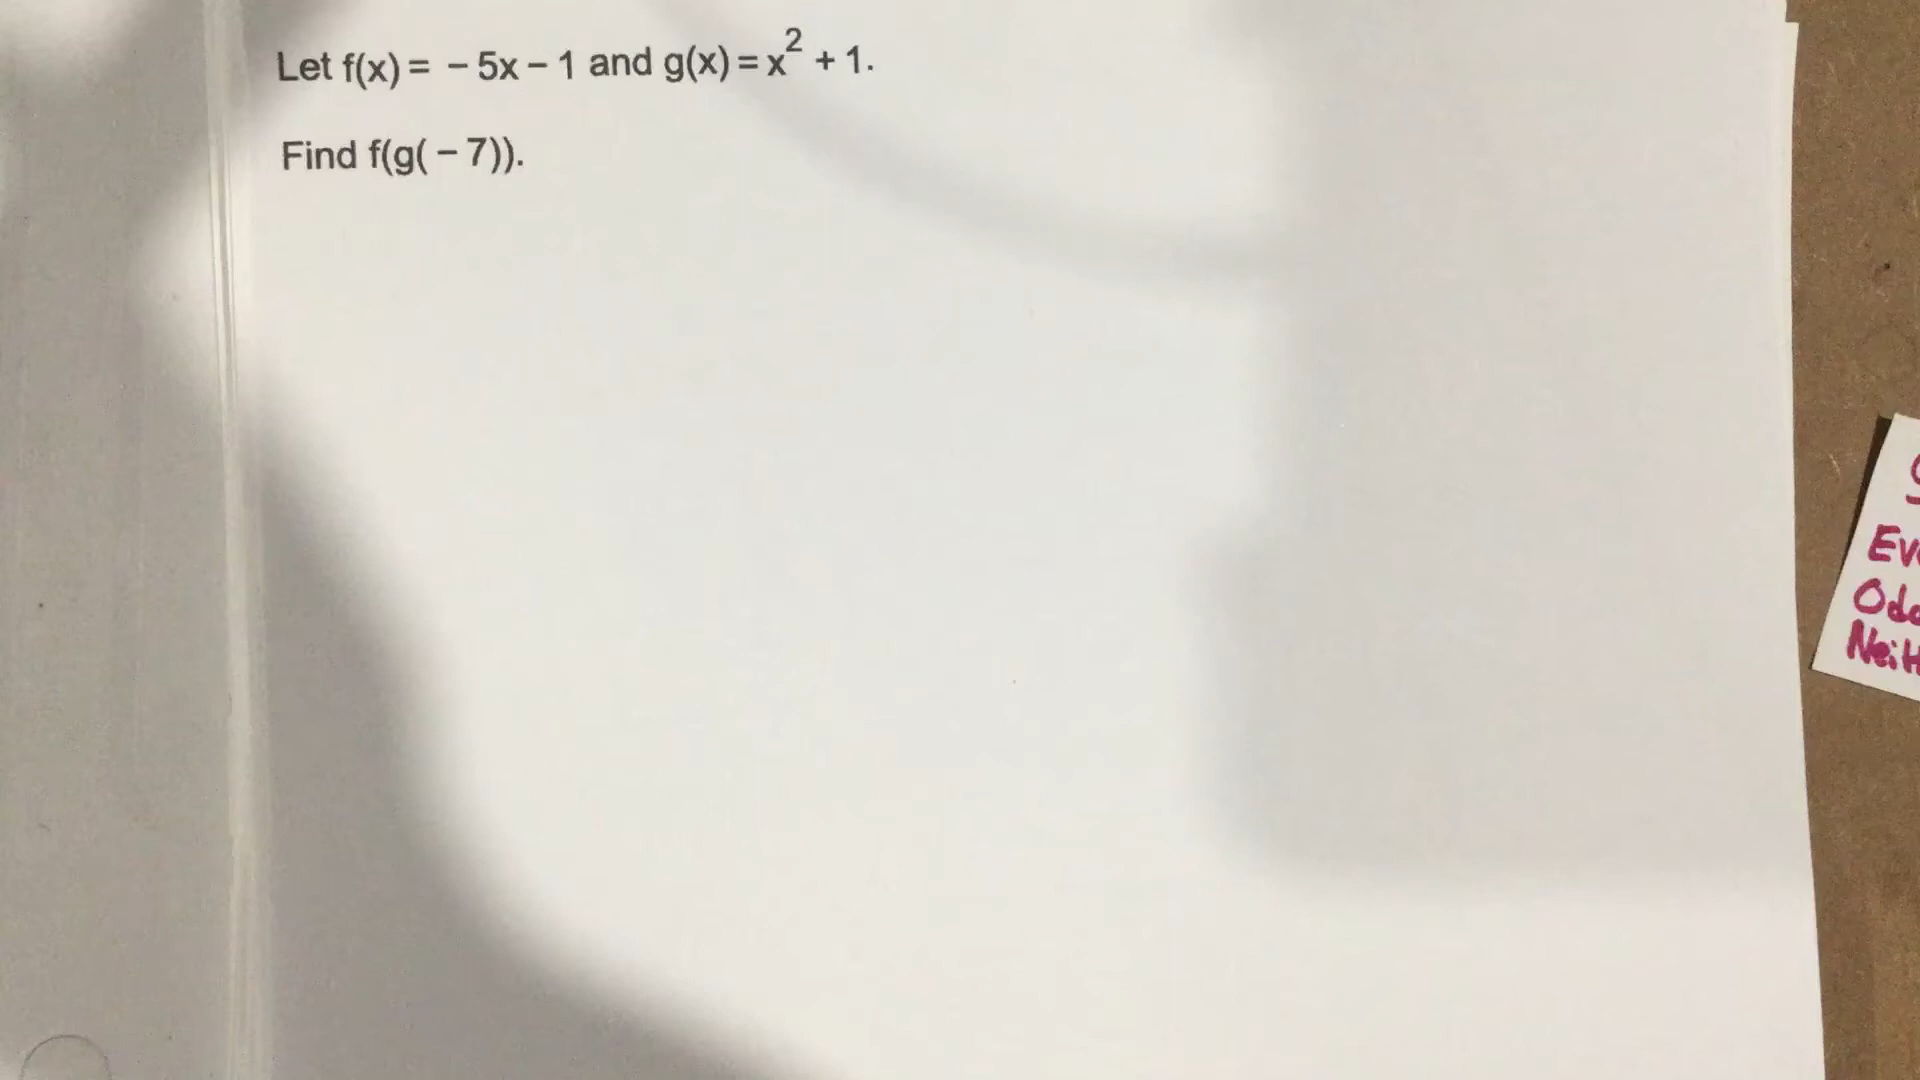 Let f(x) = − 5x − 1 and g(x) = x² + 1.
Find f(g( − 7)).